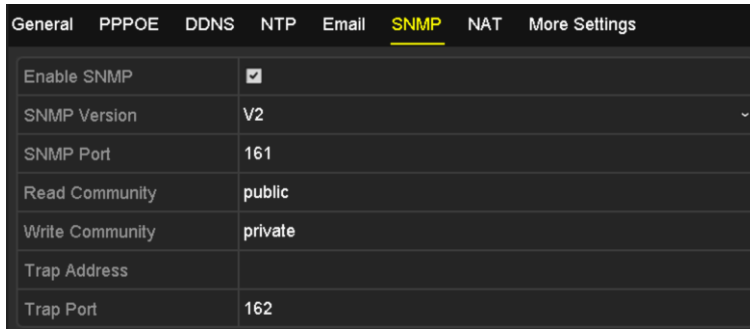 General PPPOE DDNS NTP Email SNMP NAT More Settings
Enable SNMP
SNMP Version V2
SNMP Port 161
Read Community public
Write Community private
Trap Address
Trap Port 162